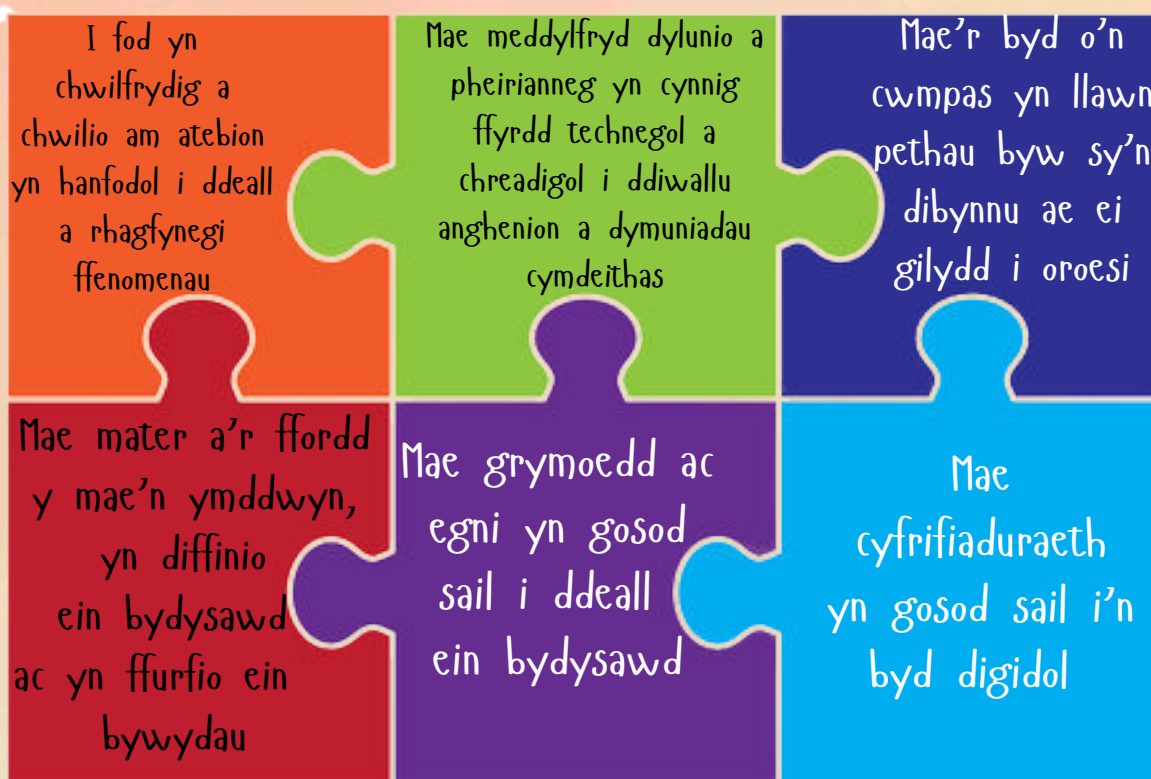 I fod yn
chwilfrydig a
chwilio am atebion
yn hanfodol i ddeall
a rhagfynegi
ffenomenau
Mae meddylfryd dylunio a
pheirianneg yn cynnig
ffyrdd technegol a
chreadigol i ddiwallu
anghenion a dymuniadau
cymdeithas
Mae'r byd o'n
cwmpas yn llawn
pethau byw sy'n
dibynnu ae ei
gilydd i oroesi
Mae mater a'r ffordd
y mae'n ymddwyn,
yn diffinio
ein bydysawd
ac yn ffurfio ein
bywydau
Mae grymoedd ac
egni yn gosod
sail i ddeall
ein bydysawd
Mae
cyfrifiaduraeth
yn gosod sail i'n
byd digidol